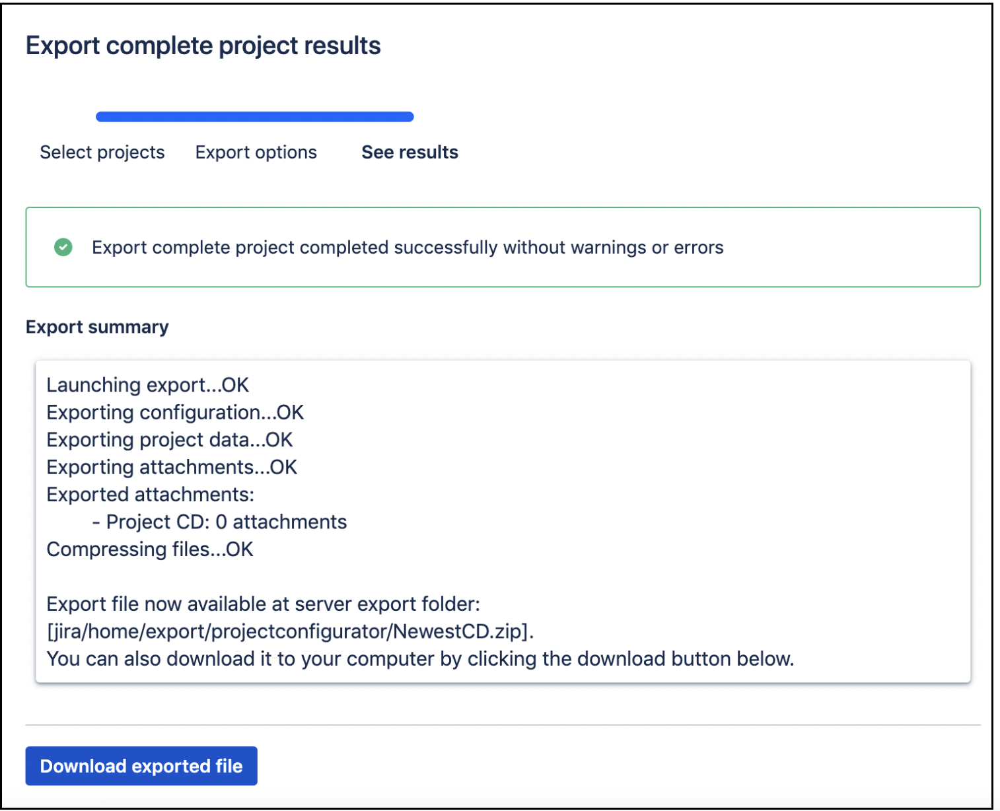 Export complete project results
Select projects Export options See results
Export complete project completed successfully without warnings or errors
Export summary
Launching export...OK
Exporting configuration...OK
Exporting project data...OK
Exporting attachments...OK
Exported attachments:
- Project CD: 0 attachments
Compressing files...OK
Export file now available at server export folder:
[jira/home/export/projectconfigurator/NewestCD.zip].
You can also download it to your computer by clicking the download button below.
Download exported file